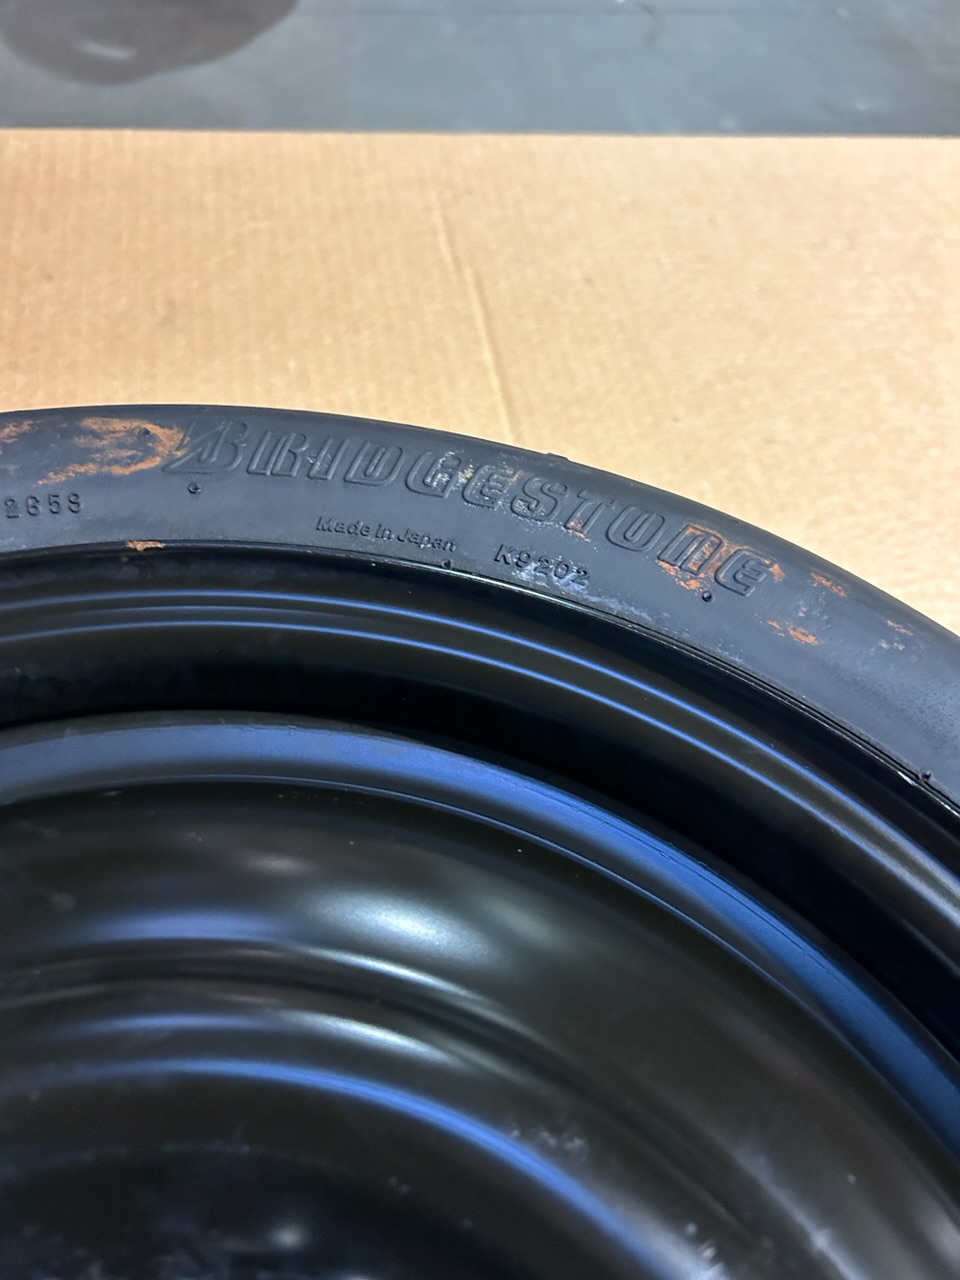 BRIDGESTONE
2659
Made in Japan
K9202